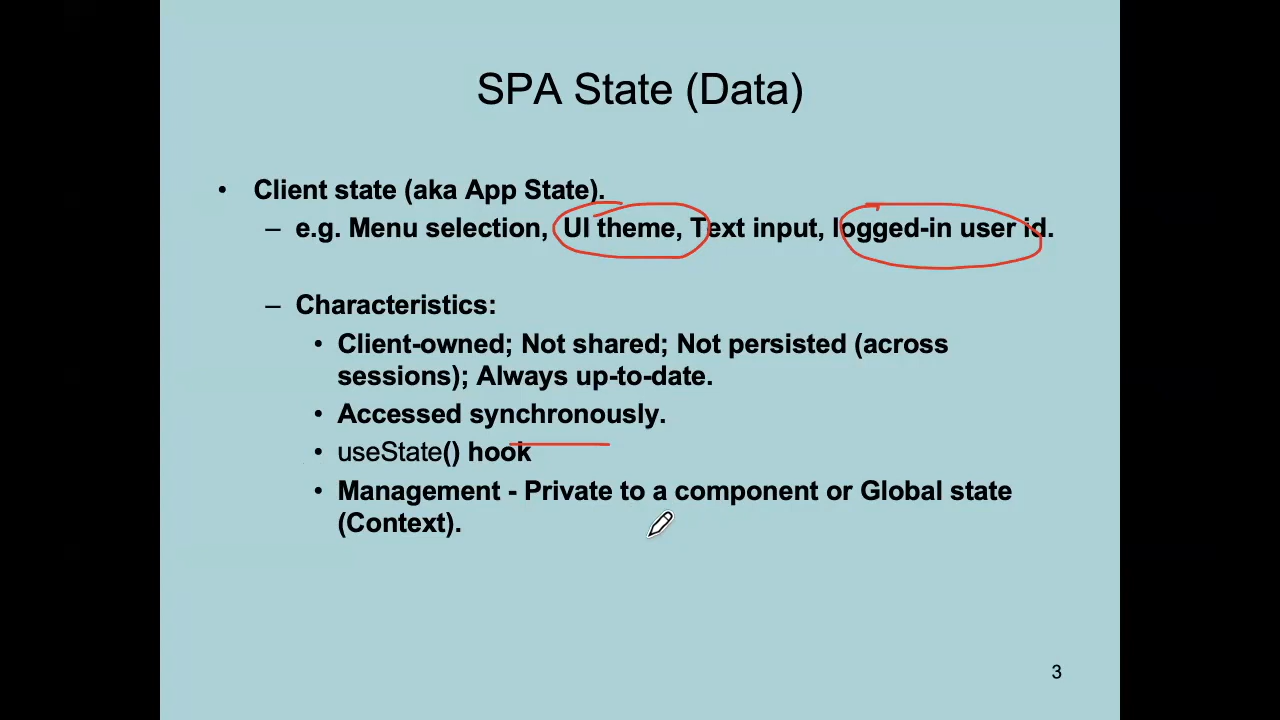 SPA State (Data)
• Client state (aka App State).
– e.g. Menu selection, UI theme, Text input, logged-in user id.
– Characteristics:
• Client-owned; Not shared; Not persisted (across
sessions); Always up-to-date.
• Accessed synchronously.
• useState() hook
• Management - Private to a component or Global state
(Context).
3